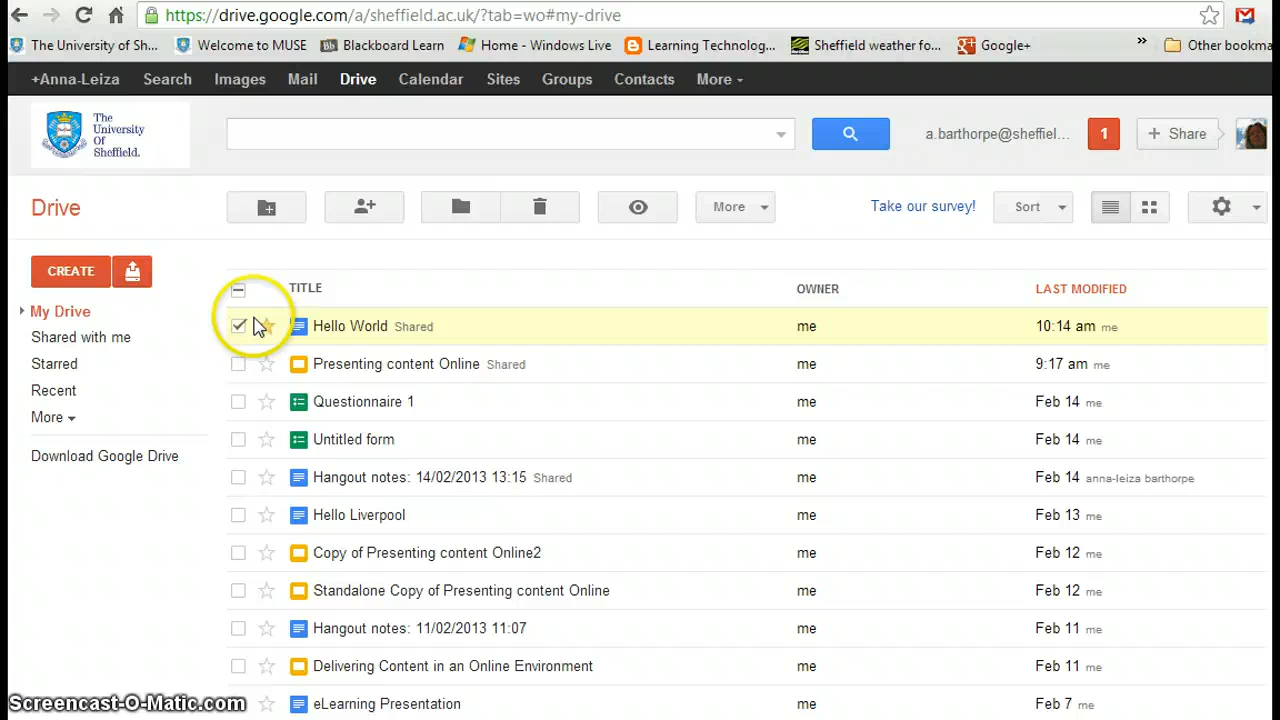 https://drive.google.com/a/sheffield.ac.uk/?tab=wo#my-drive
The University of Sh... Welcome to MUSE Bb Blackboard Learn Home - Windows Live Learning Technolog... Sheffield weather fo... Google+ » Other bookma
+Anna-Leiza Search Images Mail Drive Calendar Sites Groups Contacts More
The University Of Sheffield.
a.barthorpe@sheffiel... 1 + Share
Drive More Take our survey! Sort
CREATE
My Drive
Shared with me
Starred
Recent
More
Download Google Drive
TITLE OWNER LAST MODIFIED
Hello World Shared me 10:14 am me
Presenting content Online Shared me 9:17 am me
Questionnaire 1 me Feb 14 me
Untitled form me Feb 14 me
Hangout notes: 14/02/2013 13:15 Shared me Feb 14 anna-leiza barthorpe
Hello Liverpool me Feb 13 me
Copy of Presenting content Online2 me Feb 12 me
Standalone Copy of Presenting content Online me Feb 12 me
Hangout notes: 11/02/2013 11:07 me Feb 11 me
Delivering Content in an Online Environment me Feb 11 me
eLearning Presentation me Feb 7 me
Screencast-O-Matic.com